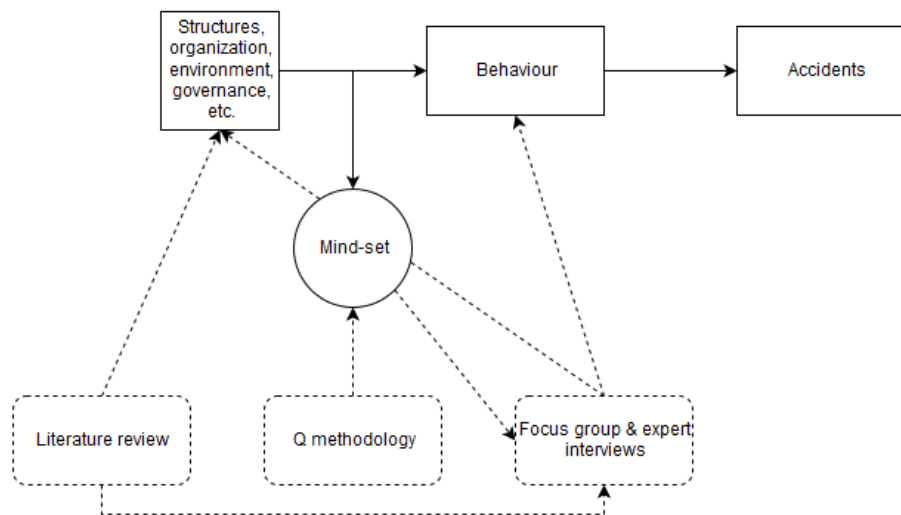 Structures,
organization,
environment,
governance,
etc.
Behaviour
Accidents
Mind-set
Literature review
Q methodology
Focus group & expert
interviews